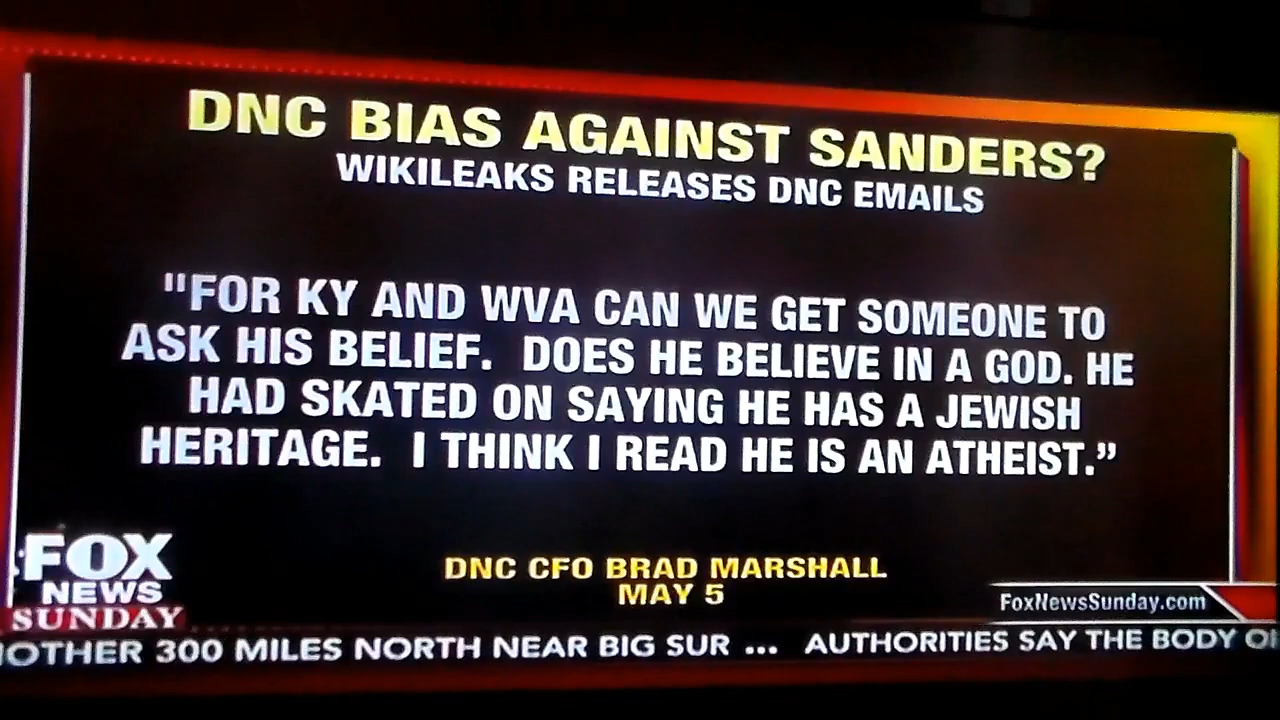 DNC BIAS AGAINST SANDERS?
WIKILEAKS RELEASES DNC EMAILS
"FOR KY AND WVA CAN WE GET SOMEONE TO
ASK HIS BELIEF. DOES HE BELIEVE IN A GOD. HE
HAD SKATED ON SAYING HE HAS A JEWISH
HERITAGE. I THINK I READ HE IS AN ATHEIST.”
DNC CFO BRAD MARSHALL
MAY 5
FOX
NEWS
SUNDAY
FoxNewsSunday.com
NOTHER 300 MILES NORTH NEAR BIG SUR ... AUTHORITIES SAY THE BODY